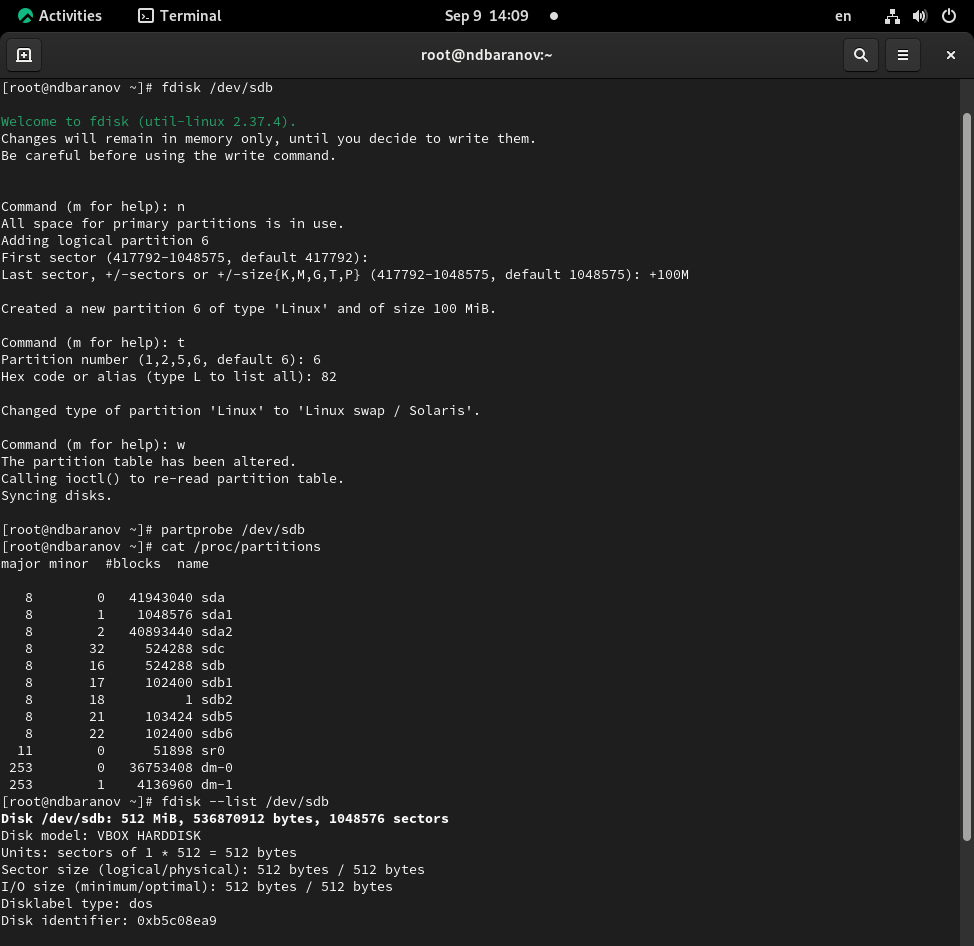 Activities Terminal Sep 9 14:09 en
root@ndbaranov:~
[root@ndbaranov ~]# fdisk /dev/sdb
Welcome to fdisk (util-linux 2.37.4).
Changes will remain in memory only, until you decide to write them.
Be careful before using the write command.
Command (m for help): n
All space for primary partitions is in use.
Adding logical partition 6
First sector (417792-1048575, default 417792):
Last sector, +/-sectors or +/-size{K,M,G,T,P} (417792-1048575, default 1048575): +100M
Created a new partition 6 of type 'Linux' and of size 100 MiB.
Command (m for help): t
Partition number (1,2,5,6, default 6): 6
Hex code or alias (type L to list all): 82
Changed type of partition 'Linux' to 'Linux swap / Solaris'.
Command (m for help): w
The partition table has been altered.
Calling ioctl() to re-read partition table.
Syncing disks.
[root@ndbaranov ~]# partprobe /dev/sdb
[root@ndbaranov ~]# cat /proc/partitions
major minor  #blocks  name
8 0 41943040 sda
8 1 1048576 sda1
8 2 40893440 sda2
8 32 524288 sdc
8 16 524288 sdb
8 17 102400 sdb1
8 18 1 sdb2
8 21 103424 sdb5
8 22 102400 sdb6
11 0 51898 sr0
253 0 36753408 dm-0
253 1 4136960 dm-1
[root@ndbaranov ~]# fdisk --list /dev/sdb
Disk /dev/sdb: 512 MiB, 536870912 bytes, 1048576 sectors
Disk model: VBOX HARDDISK
Units: sectors of 1 * 512 = 512 bytes
Sector size (logical/physical): 512 bytes / 512 bytes
I/O size (minimum/optimal): 512 bytes / 512 bytes
Disklabel type: dos
Disk identifier: 0xb5c08ea9